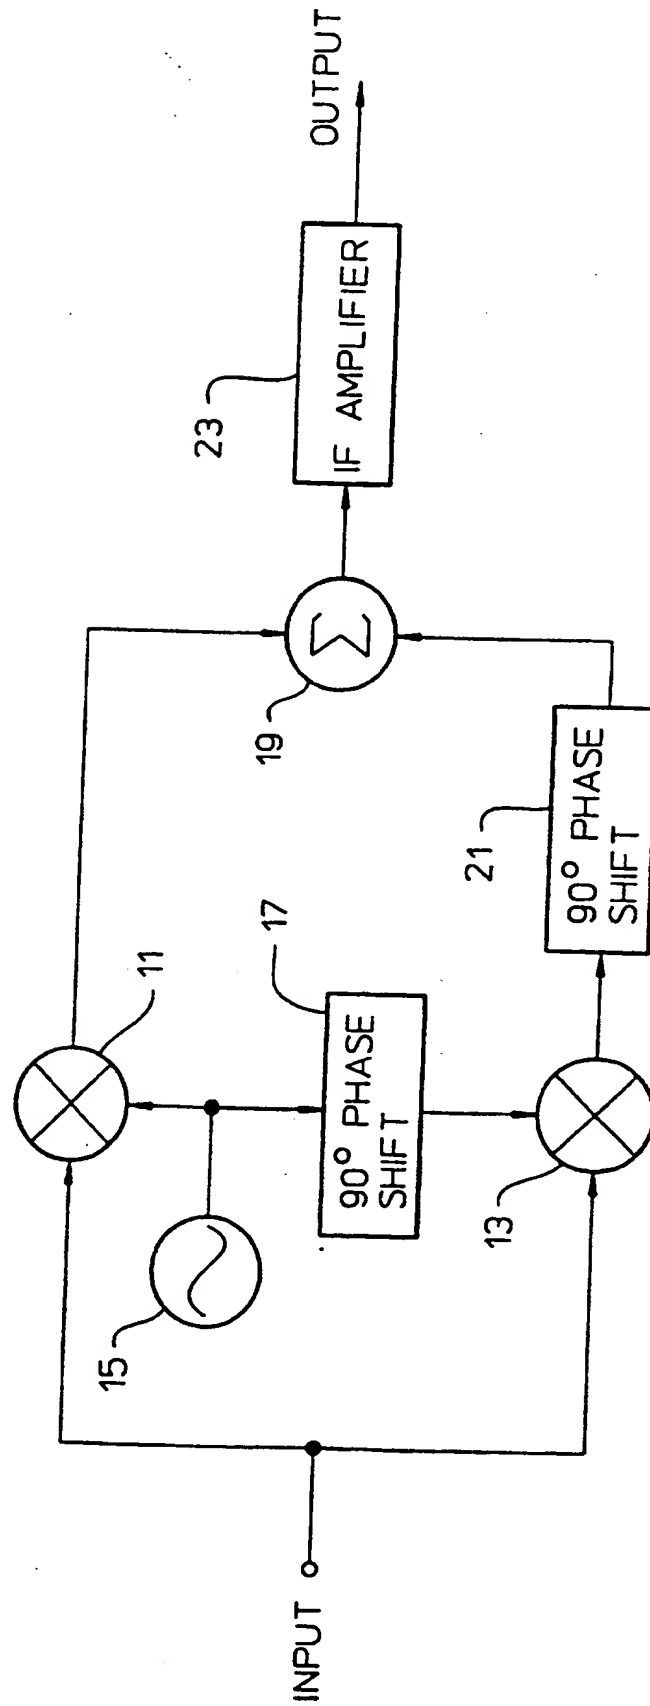 INPUT
15
11
90° PHASE
SHIFT
17
13
19
Σ
90° PHASE
SHIFT
21
23
IF AMPLIFIER
OUTPUT